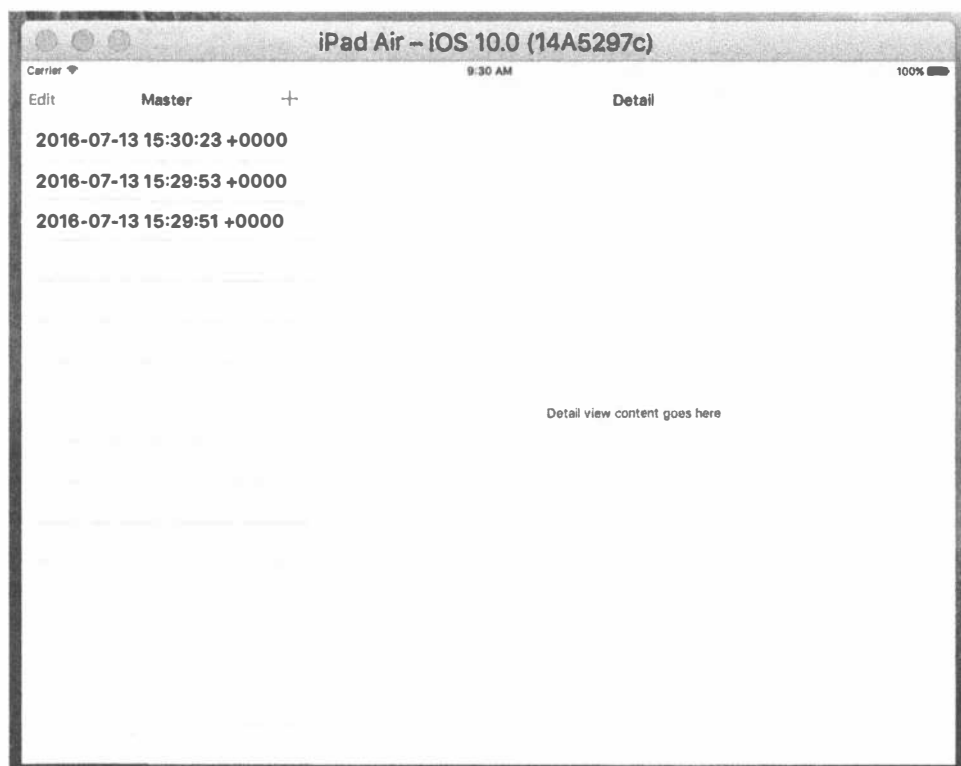 iPad Air – iOS 10.0 (14A5297c)
Carrier 9:30 AM 100%
Edit Master + Detail
2016-07-13 15:30:23 +0000
2016-07-13 15:29:53 +0000
2016-07-13 15:29:51 +0000
Detail view content goes here